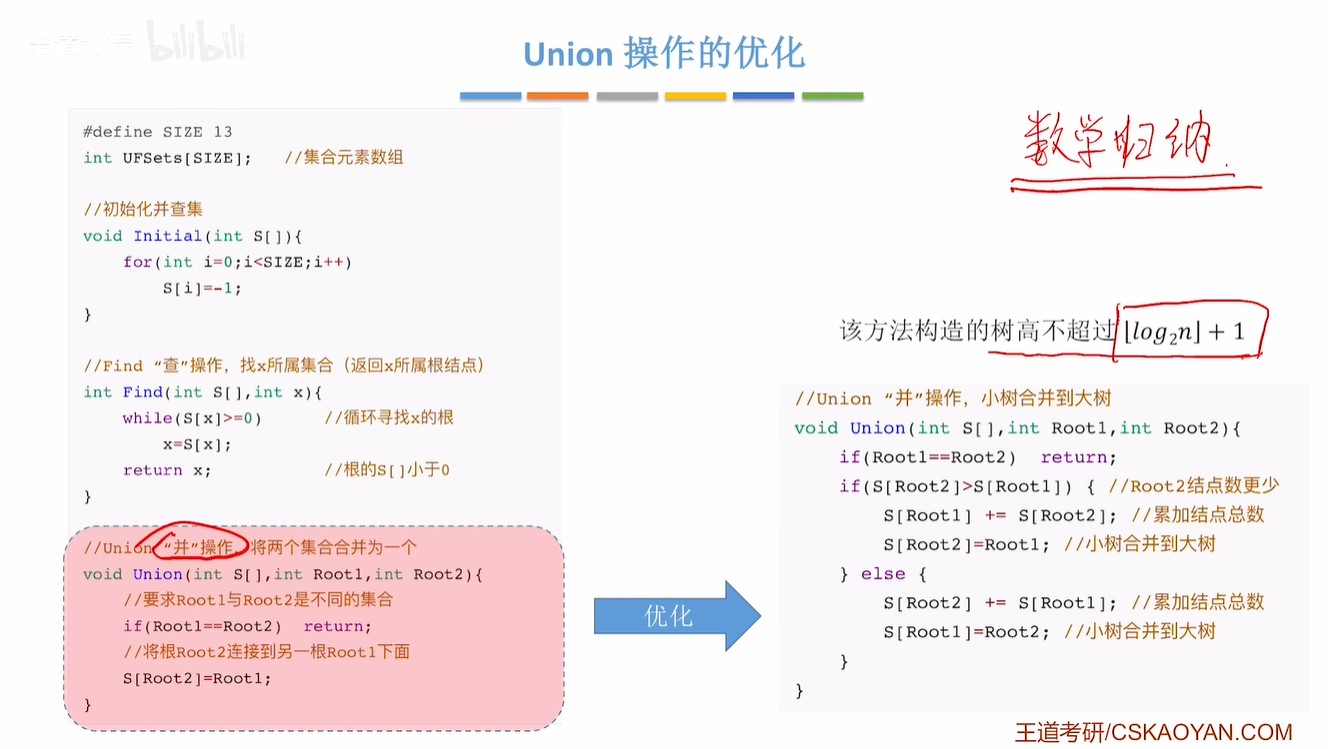 bilibili
Union 操作的优化
#define SIZE 13
int UFSets[SIZE];   //集合元素数组
//初始化并查集
void Initial(int S[]){
    for(int i=0;i<SIZE;i++)
        S[i]=-1;
}
//Find “查”操作，找x所属集合（返回x所属根结点）
int Find(int S[],int x){
    while(S[x]>=0)      //循环寻找x的根
        x=S[x];
    return x;           //根的S[]小于0
}
//Union “并”操作，将两个集合合并为一个
void Union(int S[],int Root1,int Root2){
    //要求Root1与Root2是不同的集合
    if(Root1==Root2)  return;
    //将根Root2连接到另一根Root1下面
    S[Root2]=Root1;
}
优化
数学归纳.
该方法构造的树高不超过 ⌊log₂n⌋ + 1
//Union “并”操作，小树合并到大树
void Union(int S[],int Root1,int Root2){
    if(Root1==Root2)  return;
    if(S[Root2]>S[Root1]) { //Root2结点数更少
        S[Root1] += S[Root2]; //累加结点总数
        S[Root2]=Root1; //小树合并到大树
    } else {
        S[Root2] += S[Root1]; //累加结点总数
        S[Root1]=Root2; //小树合并到大树
    }
}
王道考研/CSKAOYAN.COM